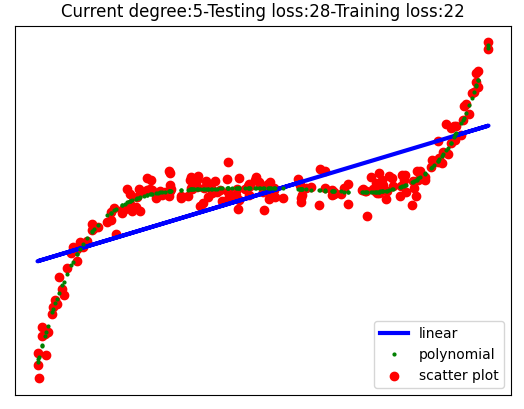 Current degree:5-Testing loss:28-Training loss:22
linear
polynomial
scatter plot